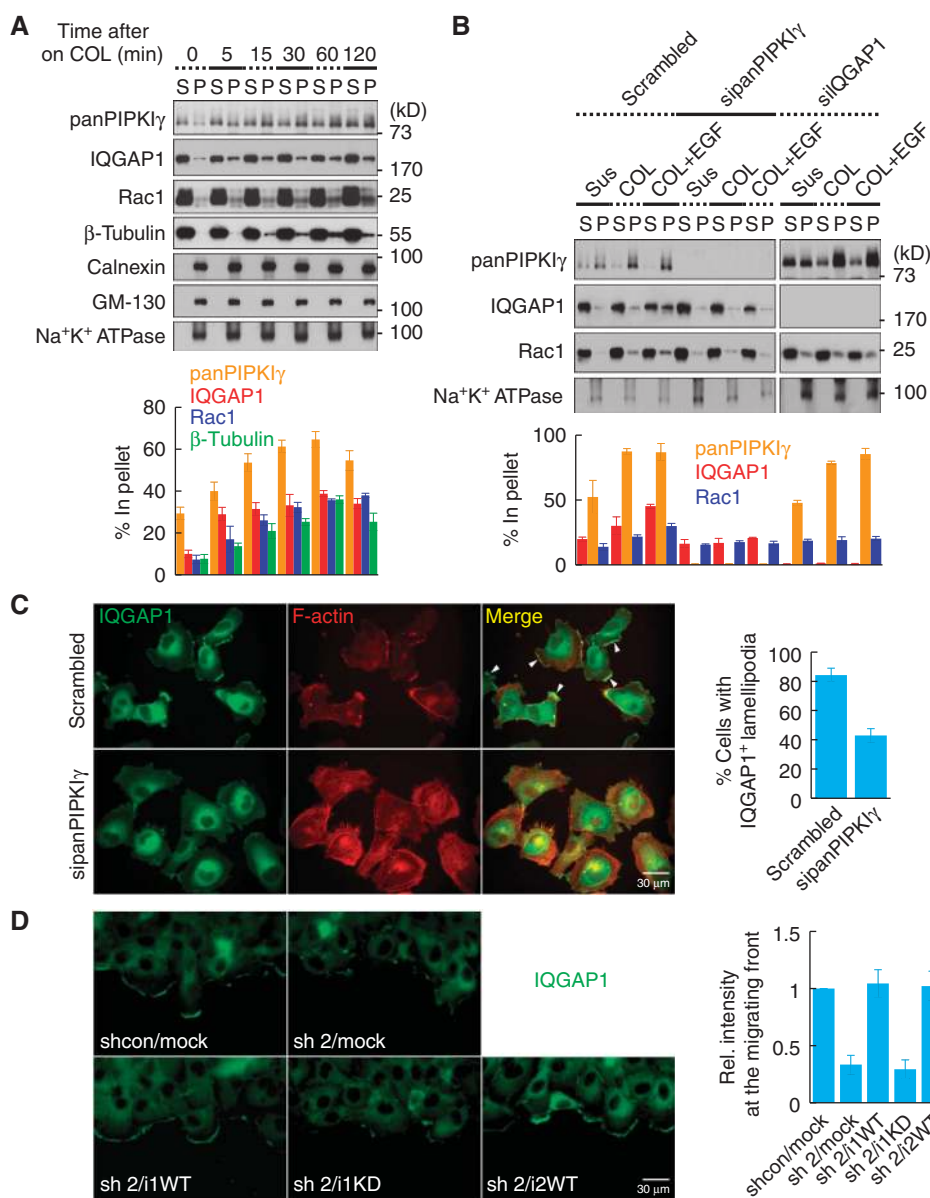 A
Time after
on COL (min)
0 5 15 30 60 120
S P S P S P S P S P S P
(kD)
panPIPKIγ
73
IQGAP1
170
Rac1
25
β-Tubulin
55
Calnexin
100
GM-130
100
Na+K+ ATPase
100
panPIPKIγ
IQGAP1
Rac1
β-Tubulin
% In pellet
80
60
40
20
0
0 5 15 30 60 120
B
Scrambled
sipanPIPKIγ
siIQGAP1
Sus COL COL+EGF Sus COL COL+EGF Sus COL COL+EGF
S P S P S P S P S P S P S P S P S P
(kD)
panPIPKIγ
73
IQGAP1
170
Rac1
25
Na+K+ ATPase
100
panPIPKIγ
IQGAP1
Rac1
% In pellet
100
50
0
C
IQGAP1
F-actin
Merge
Scrambled
sipanPIPKIγ
30 μm
% Cells with
IQGAP1+ lamellipodia
100
80
60
40
20
0
Scrambled
sipanPIPKIγ
D
shcon/mock
sh 2/mock
IQGAP1
sh 2/i1WT
sh 2/i1KD
sh 2/i2WT
30 μm
Rel. intensity
at the migrating front
1.5
1
0.5
0
shcon/mock
sh 2/mock
sh 2/i1WT
sh 2/i1KD
sh 2/i2WT